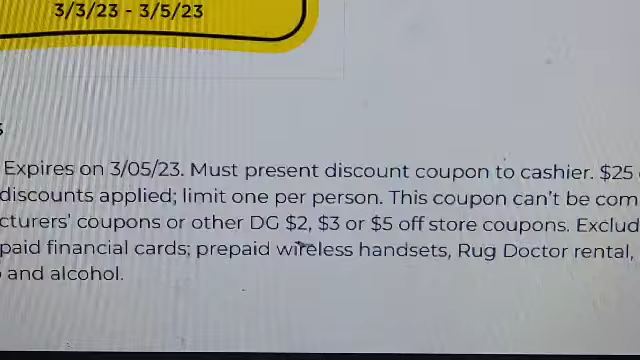 3/3/23 - 3/5/23
Expires on 3/05/23. Must present discount coupon to cashier. $25
discounts applied; limit one per person. This coupon can't be com
cturers' coupons or other DG $2, $3 or $5 off store coupons. Exclud
paid financial cards; prepaid wireless handsets, Rug Doctor rental,
and alcohol.